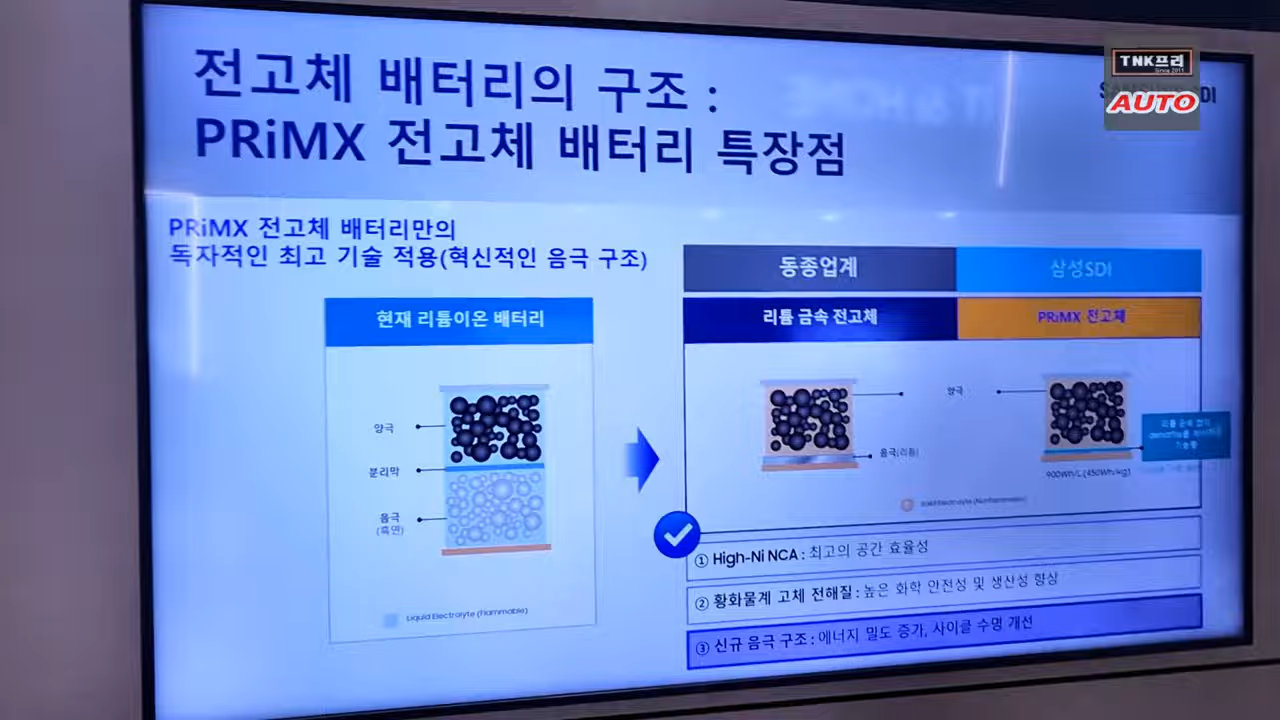 전고체 배터리의 구조 :
PRiMX 전고체 배터리 특장점
TNK프리
Since 2011
AUTO
PRiMX 전고체 배터리만의
독자적인 최고 기술 적용(혁신적인 음극 구조)
현재 리튬이온 배터리
양극
분리막
음극
(흑연)
Liquid Electrolyte (Flammable)
동종업계
삼성SDI
리튬 금속 전고체
PRiMX 전고체
양극
음극(리튬)
900Wh/L (450Wh/kg)
Solid Electrolyte (Nonflammable)
① High-Ni NCA : 최고의 공간 효율성
② 황화물계 고체 전해질 : 높은 화학 안전성 및 생산성 향상
③ 신규 음극 구조 : 에너지 밀도 증가, 사이클 수명 개선